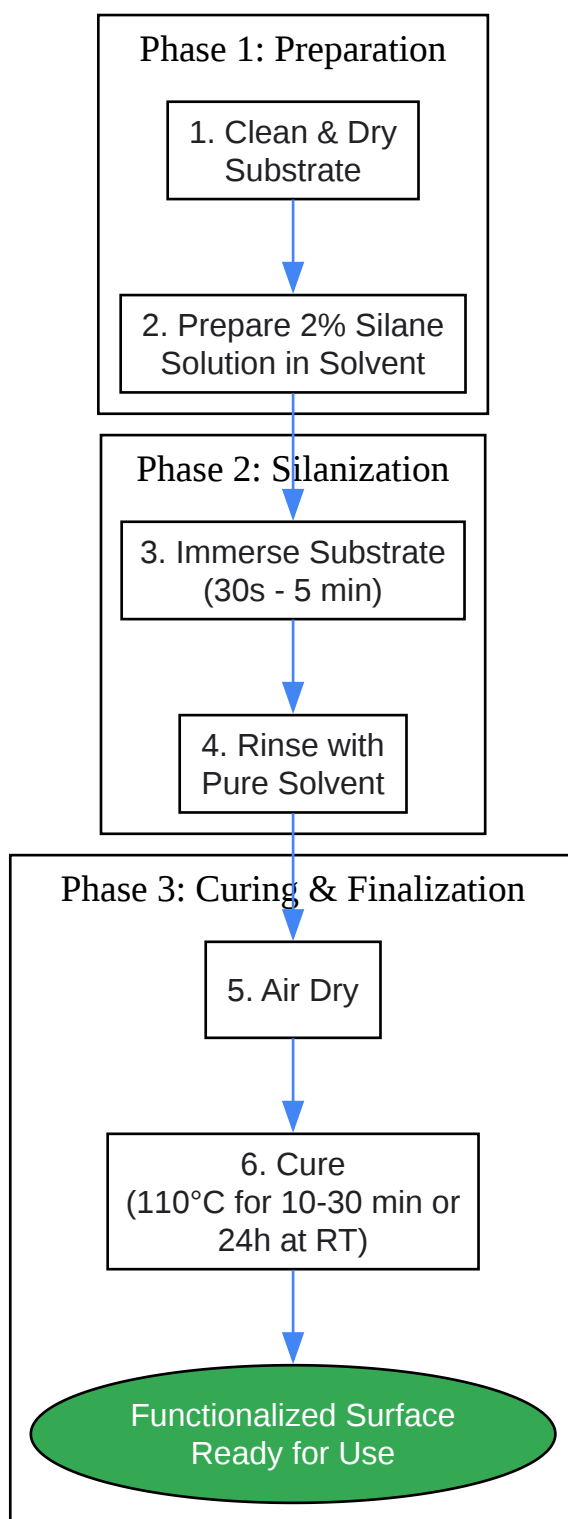 Phase 1: Preparation
1. Clean & Dry
Substrate
2. Prepare 2% Silane
Solution in Solvent
Phase 2: Silanization
3. Immerse Substrate
(30s - 5 min)
4. Rinse with
Pure Solvent
Phase 3: Curing & Finalization
5. Air Dry
6. Cure
(110°C for 10-30 min or
24h at RT)
Functionalized Surface
Ready for Use